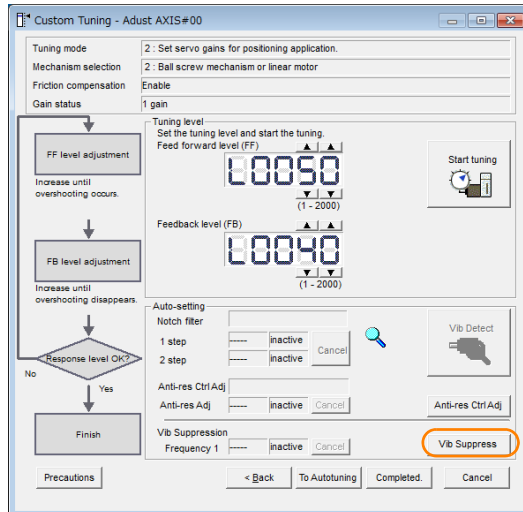 Custom Tuning - Adust AXIS#00
Tuning mode
2 : Set servo gains for positioning application.
Mechanism selection
2 : Ball screw mechanism or linear motor
Friction compensation
Enable
Gain status
1 gain
FF level adjustment
Increase until
overshooting occurs.
FB level adjustment
Increase until
overshooting disappears.
Response level OK?
No
Yes
Finish
Tuning level
Set the tuning level and start the tuning.
Feed forward level (FF)
L0050
(1 - 2000)
Feedback level (FB)
L0040
(1 - 2000)
Start tuning
Auto-setting
Notch filter
1 step
-----
inactive
2 step
-----
inactive
Cancel
Vib Detect
Anti-res Ctrl Adj
Anti-res Adj
-----
inactive
Cancel
Anti-res Ctrl Adj
Vib Suppression
Frequency 1
-----
inactive
Cancel
Vib Suppress
Precautions
< Back
To Autotuning
Completed.
Cancel